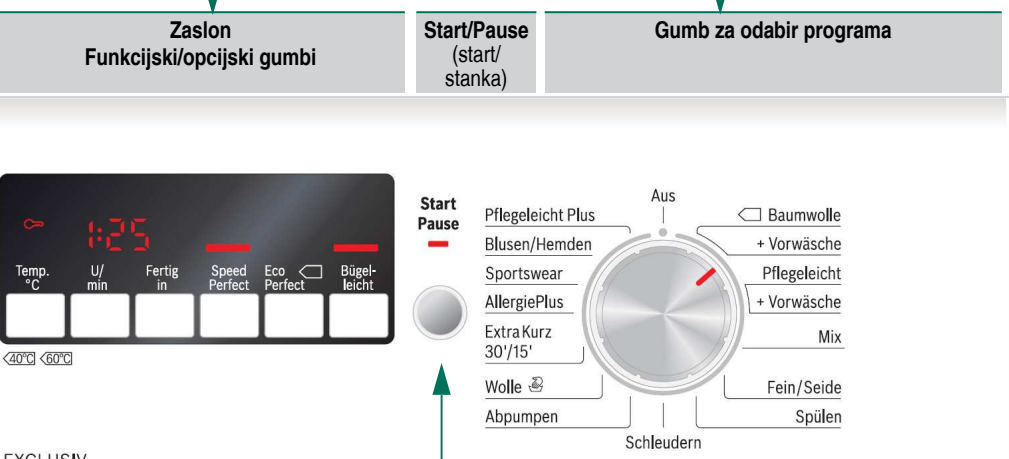 Zaslon
Funkcijski/opcijski gumbi
Start/Pause
(start/
stanka)
Gumb za odabir programa
1:25
Temp.
°C
U/
min
Fertig
in
Speed
Perfect
Eco
Perfect
Bügel-
leicht
40°C 60°C
Start
Pause
Aus
Pflegeleicht Plus
Blusen/Hemden
Sportswear
AllergiePlus
Extra Kurz
30'/15'
Wolle
Abpumpen
Schleudern
Baumwolle
+ Vorwäsche
Pflegeleicht
+ Vorwäsche
Mix
Fein/Seide
Spülen